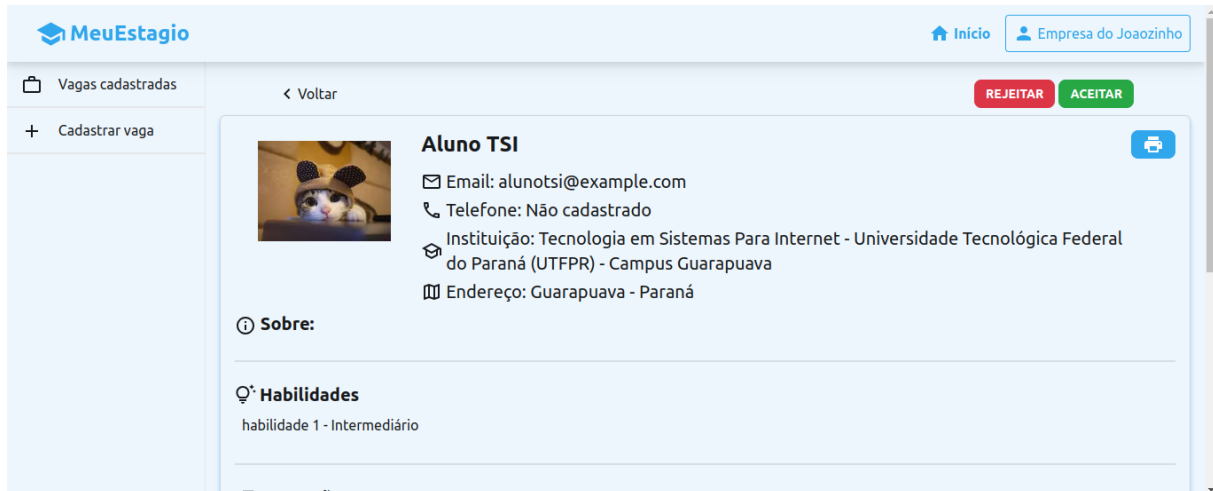 MeuEstagio
Início
Empresa do Joaozinho
Vagas cadastradas
Cadastrar vaga
Voltar
REJEITAR
ACEITAR
Aluno TSI
Email: alunotsi@example.com
Telefone: Não cadastrado
Instituição: Tecnologia em Sistemas Para Internet - Universidade Tecnológica Federal
do Paraná (UTFPR) - Campus Guarapuava
Endereço: Guarapuava - Paraná
Sobre:
Habilidades
habilidade 1 - Intermediário